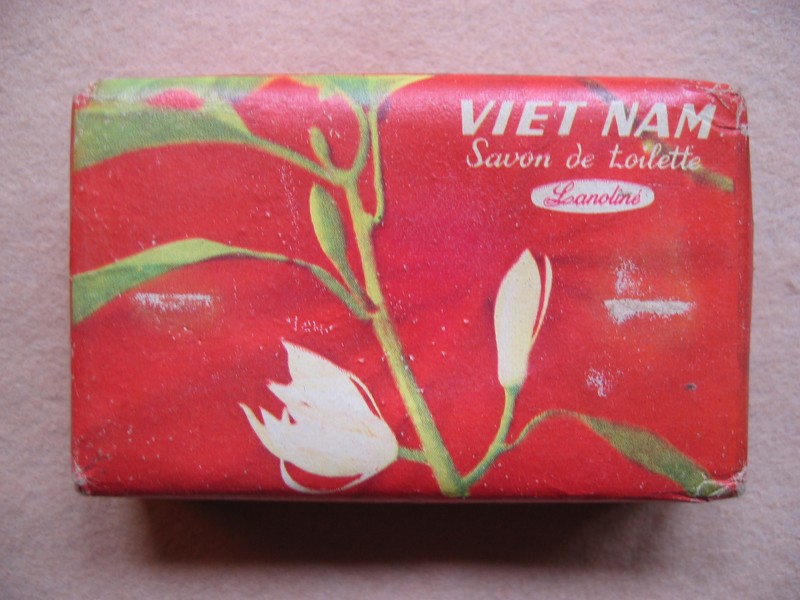 VIET NAM
Savon de toilette
Lanoliné